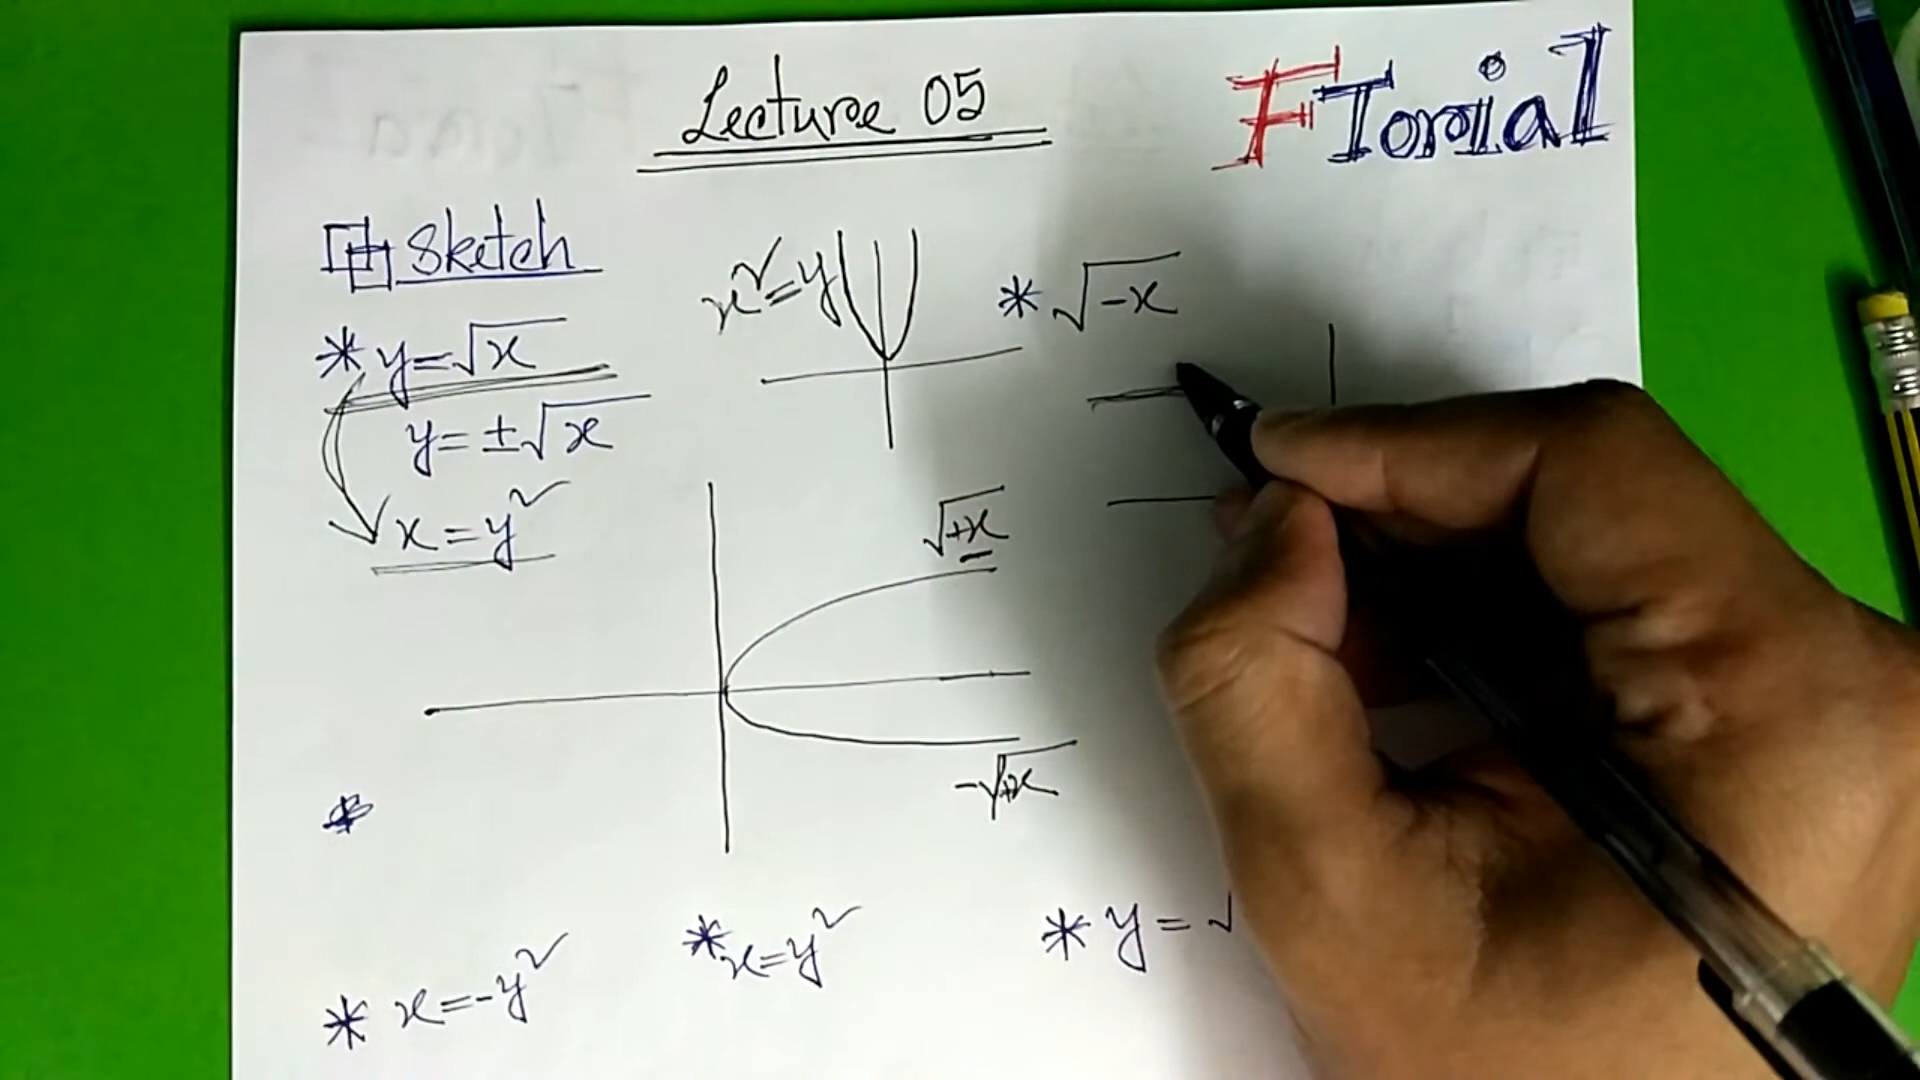 Lecture 05
FTorial
Sketch
* y=√x
y=±√x
x=y²
x²=y
* √-x
√+x
-√+x
* x=-y²
* x=y²
* y=√